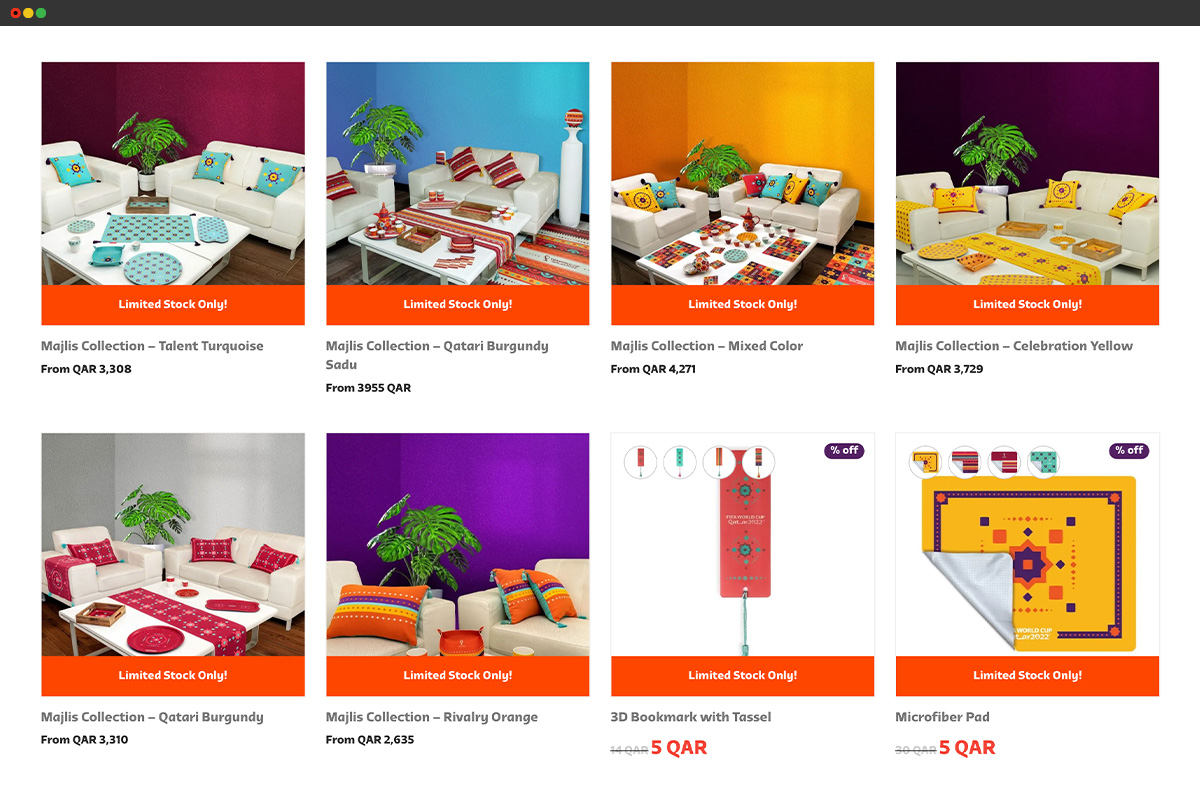 Limited Stock Only!
Limited Stock Only!
Limited Stock Only!
Limited Stock Only!
Majlis Collection – Talent Turquoise
From QAR 3,308
Majlis Collection – Qatari Burgundy
Sadu
From 3955 QAR
Majlis Collection – Mixed Color
From QAR 4,271
Majlis Collection – Celebration Yellow
From QAR 3,729
% off
FIFA WORLD CUP
Qatar2022
% off
WORLD CUP
2022
Limited Stock Only!
Limited Stock Only!
Limited Stock Only!
Limited Stock Only!
Majlis Collection – Qatari Burgundy
From QAR 3,310
Majlis Collection – Rivalry Orange
From QAR 2,635
3D Bookmark with Tassel
14 QAR 5 QAR
Microfiber Pad
30 QAR 5 QAR